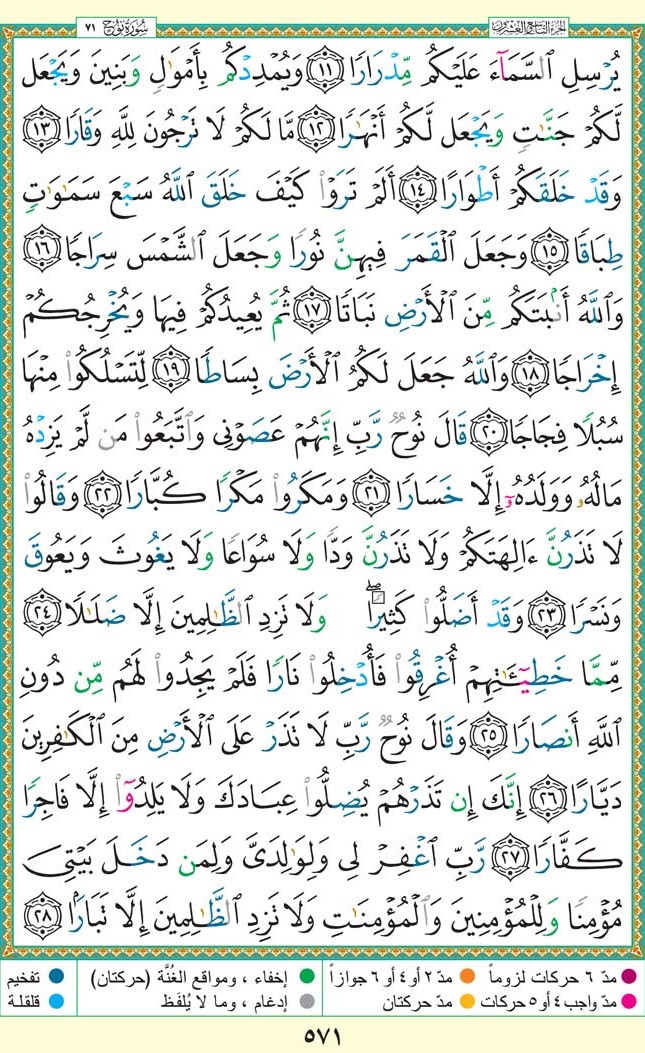 الجزء التاسع والعشرون
سُورَةُ نُوح ٧١
يُرْسِلِ ٱلسَّمَآءَ عَلَيْكُم مِّدْرَارًا ١١ وَيُمْدِدْكُم بِأَمْوَٰلٍ وَبَنِينَ وَيَجْعَل
لَّكُمْ جَنَّٰتٍ وَيَجْعَل لَّكُمْ أَنْهَٰرًا ١٢ مَّا لَكُمْ لَا تَرْجُونَ لِلَّهِ وَقَارًا ١٣
وَقَدْ خَلَقَكُمْ أَطْوَارًا ١٤ أَلَمْ تَرَوْا۟ كَيْفَ خَلَقَ ٱللَّهُ سَبْعَ سَمَٰوَٰتٍ
طِبَاقًا ١٥ وَجَعَلَ ٱلْقَمَرَ فِيهِنَّ نُورًا وَجَعَلَ ٱلشَّمْسَ سِرَاجًا ١٦
وَٱللَّهُ أَنۢبَتَكُم مِّنَ ٱلْأَرْضِ نَبَاتًا ١٧ ثُمَّ يُعِيدُكُمْ فِيهَا وَيُخْرِجُكُمْ
إِخْرَاجًا ١٨ وَٱللَّهُ جَعَلَ لَكُمُ ٱلْأَرْضَ بِسَاطًا ١٩ لِّتَسْلُكُوا۟ مِنْهَا
سُبُلًا فِجَاجًا ٢٠ قَالَ نُوحٌ رَّبِّ إِنَّهُمْ عَصَوْنِى وَٱتَّبَعُوا۟ مَن لَّمْ يَزِدْهُ
مَالُهُۥ وَوَلَدُهُۥٓ إِلَّا خَسَارًا ٢١ وَمَكَرُوا۟ مَكْرًا كُبَّارًا ٢٢ وَقَالُوا۟
لَا تَذَرُنَّ ءَالِهَتَكُمْ وَلَا تَذَرُنَّ وَدًّا وَلَا سُوَاعًا وَلَا يَغُوثَ وَيَعُوقَ
وَنَسْرًا ٢٣ وَقَدْ أَضَلُّوا۟ كَثِيرًا ۖ وَلَا تَزِدِ ٱلظَّٰلِمِينَ إِلَّا ضَلَٰلًا ٢٤
مِّمَّا خَطِيٓـَٰٔتِهِمْ أُغْرِقُوا۟ فَأُدْخِلُوا۟ نَارًا فَلَمْ يَجِدُوا۟ لَهُم مِّن دُونِ
ٱللَّهِ أَنصَارًا ٢٥ وَقَالَ نُوحٌ رَّبِّ لَا تَذَرْ عَلَى ٱلْأَرْضِ مِنَ ٱلْكَٰفِرِينَ
دَيَّارًا ٢٦ إِنَّكَ إِن تَذَرْهُمْ يُضِلُّوا۟ عِبَادَكَ وَلَا يَلِدُوٓا۟ إِلَّا فَاجِرًا
كَفَّارًا ٢٧ رَّبِّ ٱغْفِرْ لِى وَلِوَٰلِدَىَّ وَلِمَن دَخَلَ بَيْتِىَ
مُؤْمِنًا وَلِلْمُؤْمِنِينَ وَٱلْمُؤْمِنَٰتِ وَلَا تَزِدِ ٱلظَّٰلِمِينَ إِلَّا تَبَارًۢا ٢٨
مدّ ٦ حركات لزوماً مدّ ٢ أو ٤ أو ٦ جوازاً إخفاء ، ومواقع الغُنَّة (حركتان) تفخيم
مدّ واجب ٤ أو ٥ حركات مدّ حركتان إدغام ، وما لا يُلفَظ قلقلة
٥٧١